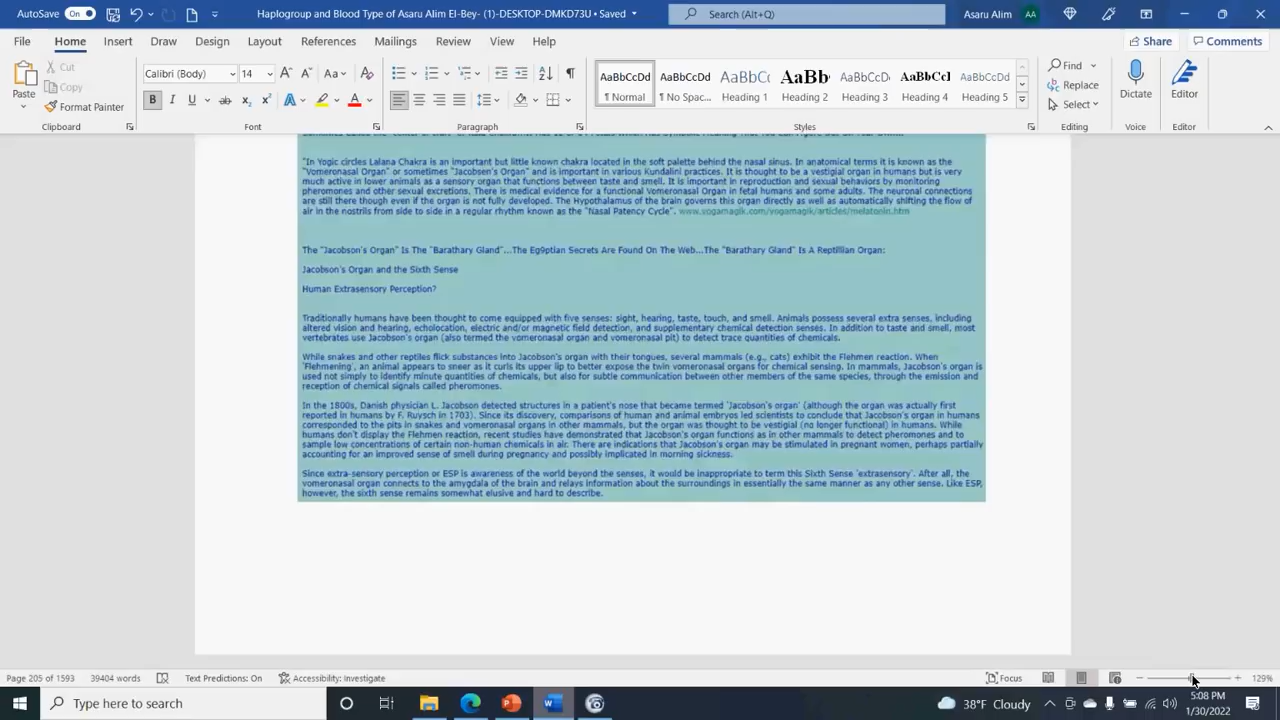 AutoSave On
Haplogroup and Blood Type of Asaru Alim El-Bey- (1)-DESKTOP-DMKD73U • Saved
Search (Alt+Q)
Asaru Alim AA
File Home Insert Draw Design Layout References Mailings Review View Help
Share Comments
Paste Cut Copy Format Painter
Calibri (Body) 14
AaBbCcDd AaBbCcDd AaBbCc AaBb AaBbCcD AaBbCcI AaBbCcDd
¶ Normal ¶ No Spac... Heading 1 Heading 2 Heading 3 Heading 4 Heading 5
Find Replace Select
Dictate Editor
Clipboard Font Paragraph Styles Editing Voice Editor
"In Yogic circles Lalana Chakra is an important but little known chakra located in the soft palette behind the nasal sinus. In anatomical terms it is known as the
"Vomeronasal Organ" or sometimes "Jacobsen's Organ" and is important in various Kundalini practices. It is thought to be a vestigial organ in humans but is very
much active in lower animals as a sensory organ that functions between taste and smell. It is important in reproduction and sexual behaviors by monitoring
pheromones and other sexual excretions. There is medical evidence for a functional Vomeronasal Organ in fetal humans and some adults. The neuronal connections
are still there though even if the organ is not fully developed. The Hypothalamus of the brain governs this organ directly as well as automatically shifting the flow of
air in the nostrils from side to side in a regular rhythm known as the "Nasal Patency Cycle". www.yogamagik.com/yogamagik/articles/melatonin.htm
The "Jacobson's Organ" Is The "Barathary Gland"...The Eg9ptian Secrets Are Found On The Web...The "Barathary Gland" Is A Reptillian Organ:
Jacobson's Organ and the Sixth Sense
Human Extrasensory Perception?
Traditionally humans have been thought to come equipped with five senses: sight, hearing, taste, touch, and smell. Animals possess several extra senses, including
altered vision and hearing, echolocation, electric and/or magnetic field detection, and supplementary chemical detection senses. In addition to taste and smell, most
vertebrates use Jacobson's organ (also termed the vomeronasal organ and vomeronasal pit) to detect trace quantities of chemicals.
While snakes and other reptiles flick substances into Jacobson's organ with their tongues, several mammals (e.g., cats) exhibit the Flehmen reaction. When
'Flehmening', an animal appears to sneer as it curls its upper lip to better expose the twin vomeronasal organs for chemical sensing. In mammals, Jacobson's organ is
used not simply to identify minute quantities of chemicals, but also for subtle communication between other members of the same species, through the emission and
reception of chemical signals called pheromones.
In the 1800s, Danish physician L. Jacobson detected structures in a patient's nose that became termed 'Jacobson's organ' (although the organ was actually first
reported in humans by F. Ruysch in 1703). Since its discovery, comparisons of human and animal embryos led scientists to conclude that Jacobson's organ in humans
corresponded to the pits in snakes and vomeronasal organs in other mammals, but the organ was thought to be vestigial (no longer functional) in humans. While
humans don't display the Flehmen reaction, recent studies have demonstrated that Jacobson's organ functions as in other mammals to detect pheromones and to
sample low concentrations of certain non-human chemicals in air. There are indications that Jacobson's organ may be stimulated in pregnant women, perhaps partially
accounting for an improved sense of smell during pregnancy and possibly implicated in morning sickness.
Since extra-sensory perception or ESP is awareness of the world beyond the senses, it would be inappropriate to term this Sixth Sense 'extrasensory'. After all, the
vomeronasal organ connects to the amygdala of the brain and relays information about the surroundings in essentially the same manner as any other sense. Like ESP,
however, the sixth sense remains somewhat elusive and hard to describe.
Page 205 of 1593 39404 words Text Predictions: On Accessibility: Investigate Focus 129%
Type here to search
38°F Cloudy
5:08 PM
1/30/2022